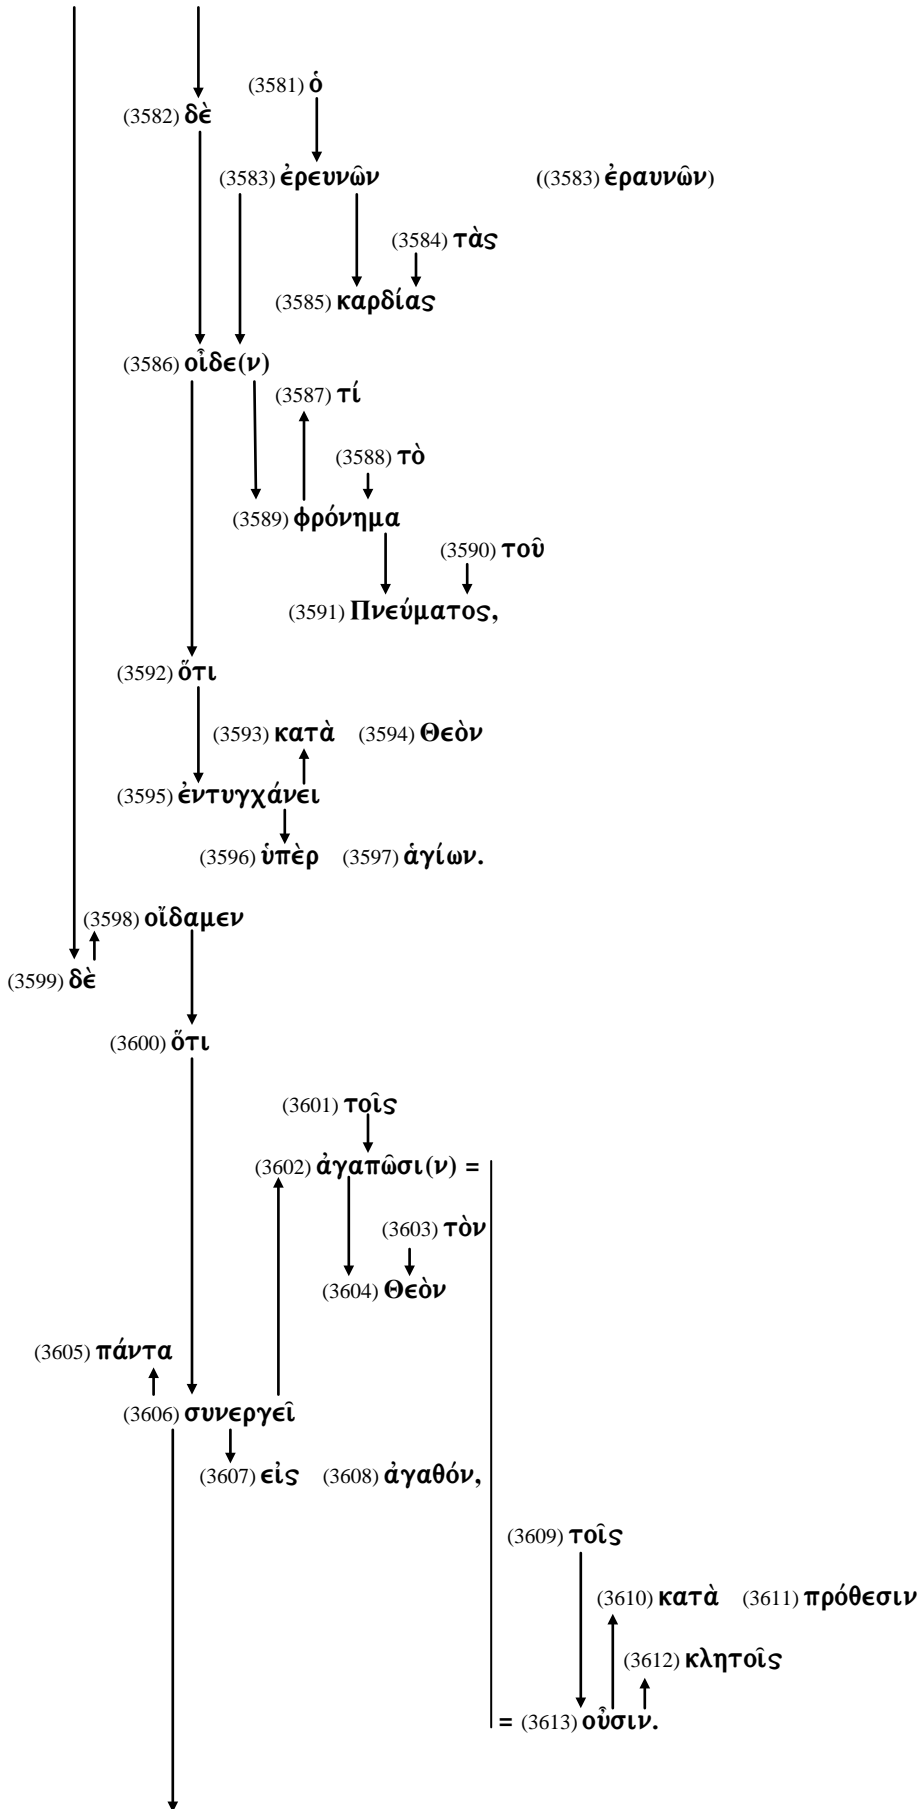 (3581) ὁ
(3582) δὲ
(3583) ἐρευνῶν ((3583) ἐραυνῶν)
(3584) τὰς
(3585) καρδίας
(3586) οἶδε(ν)
(3587) τί
(3588) τὸ
(3589) φρόνημα
(3590) τοῦ
(3591) Πνεύματος,
(3592) ὅτι
(3593) κατὰ (3594) Θεὸν
(3595) ἐντυγχάνει
(3596) ὑπὲρ (3597) ἁγίων.
(3598) οἴδαμεν
(3599) δὲ
(3600) ὅτι
(3601) τοῖς
(3602) ἀγαπῶσι(ν) =
(3603) τὸν
(3604) Θεὸν
(3605) πάντα
(3606) συνεργεῖ
(3607) εἰς (3608) ἀγαθόν,
(3609) τοῖς
(3610) κατὰ (3611) πρόθεσιν
(3612) κλητοῖς
= (3613) οὖσιν.